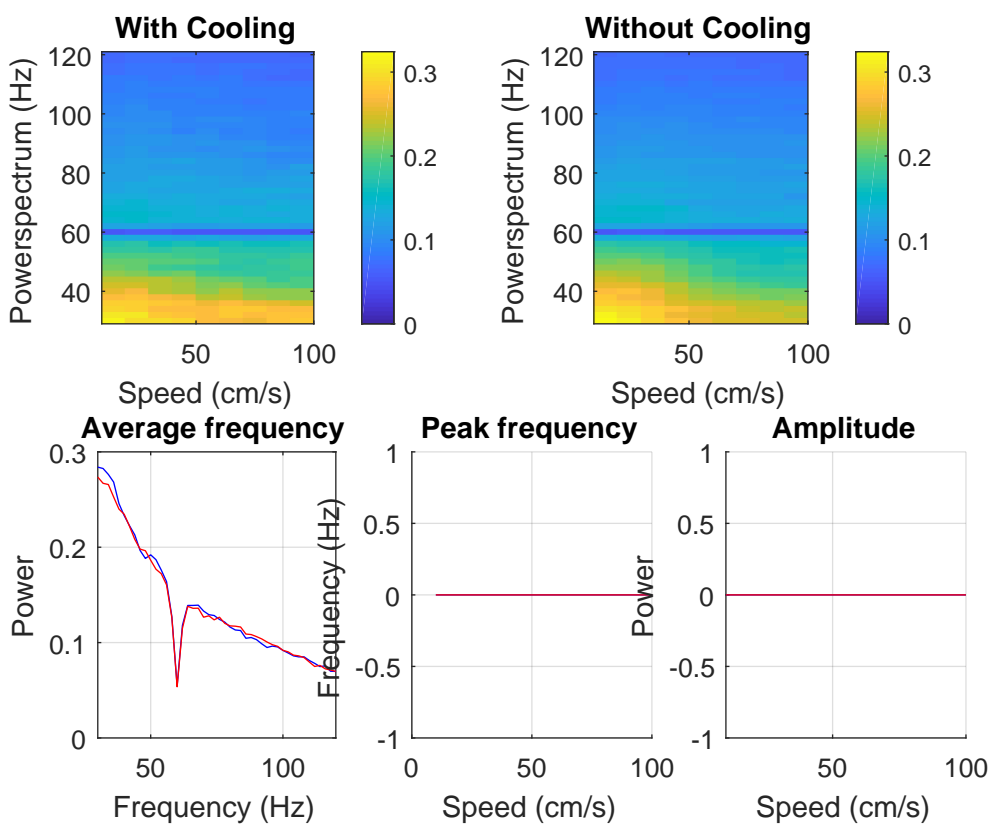 With Cooling
Powerspectrum (Hz)
120
100
80
60
40
50
100
Speed (cm/s)
0.3
0.2
0.1
0
Without Cooling
Powerspectrum (Hz)
120
100
80
60
40
50
100
Speed (cm/s)
0.3
0.2
0.1
0
Average frequency
Power
0.3
0.2
0.1
0
50
100
Frequency (Hz)
Peak frequency
Frequency (Hz)
1
0.5
0
-0.5
-1
0
50
100
Speed (cm/s)
Amplitude
Power
1
0.5
0
-0.5
-1
50
100
Speed (cm/s)